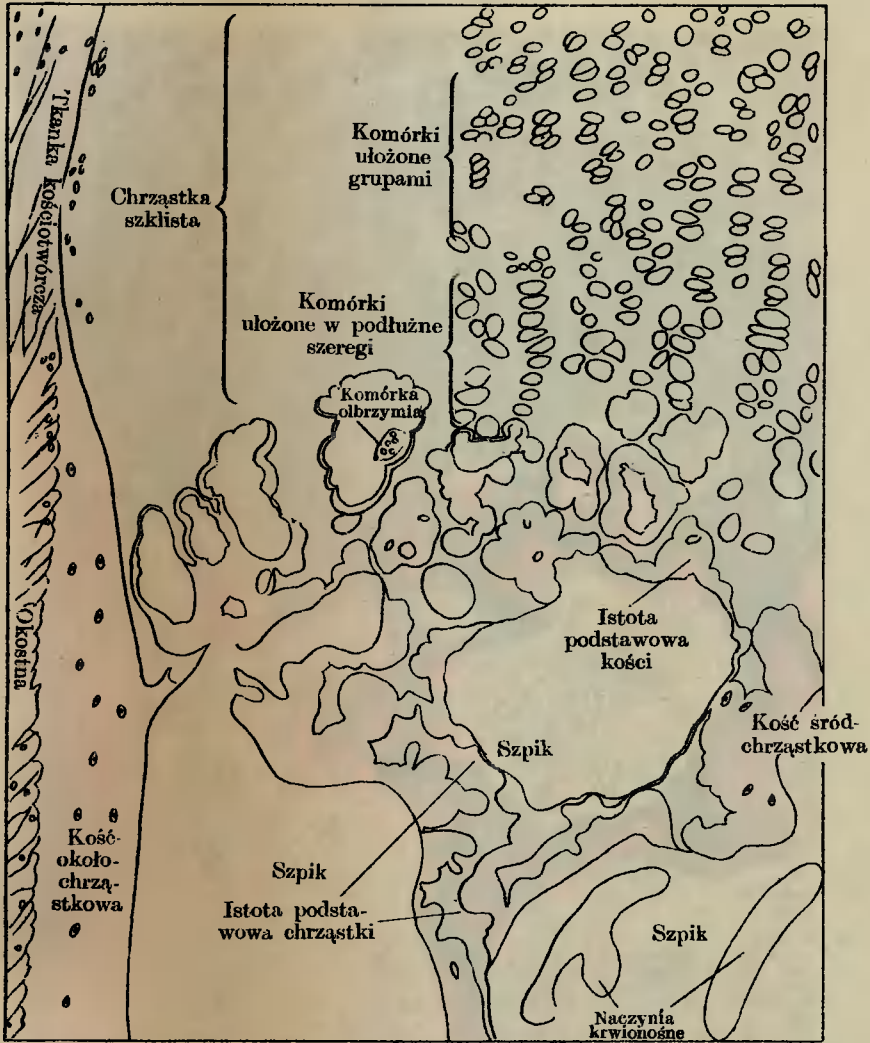 Tkanka kościotwórcza
Komórki
ułożone
grupami
Chrząstka
szklista
Komórki
ułożone w podłużne
szeregi
Komórka
olbrzymia
Okostna
Istota
podstawowa
kości
Szpik
Kość śród-
chrząstkowa
Kość-
około-
chrzą-
stkowa
Szpik
Istota podsta-
wowa chrząstki
Szpik
Naczynia
krwionośne